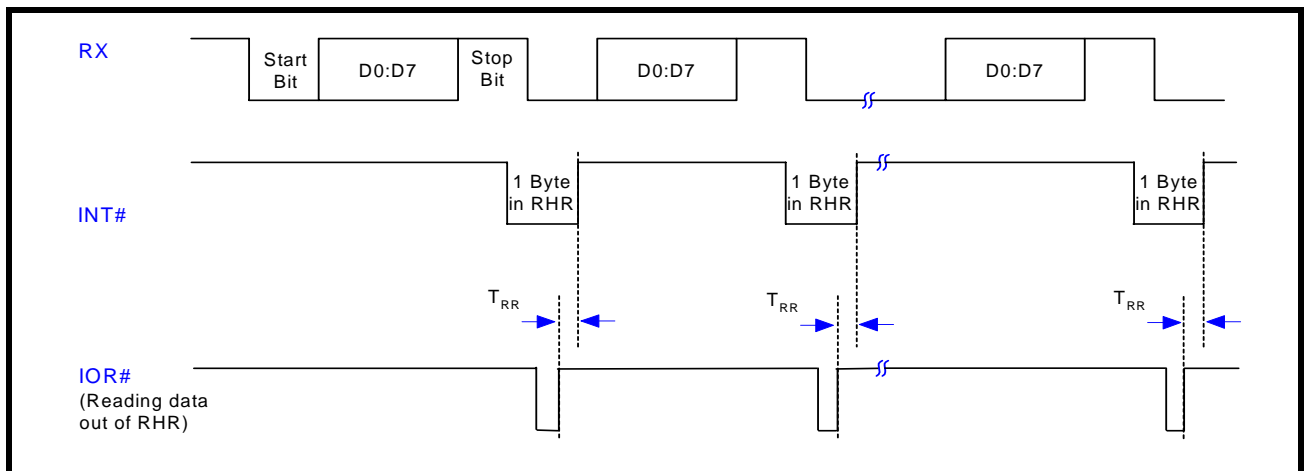 RX
Start
Bit
D0:D7
Stop
Bit
D0:D7
D0:D7
INT#
1 Byte
in RHR
1 Byte
in RHR
1 Byte
in RHR
TRR
TRR
TRR
IOR#
(Reading data
out of RHR)